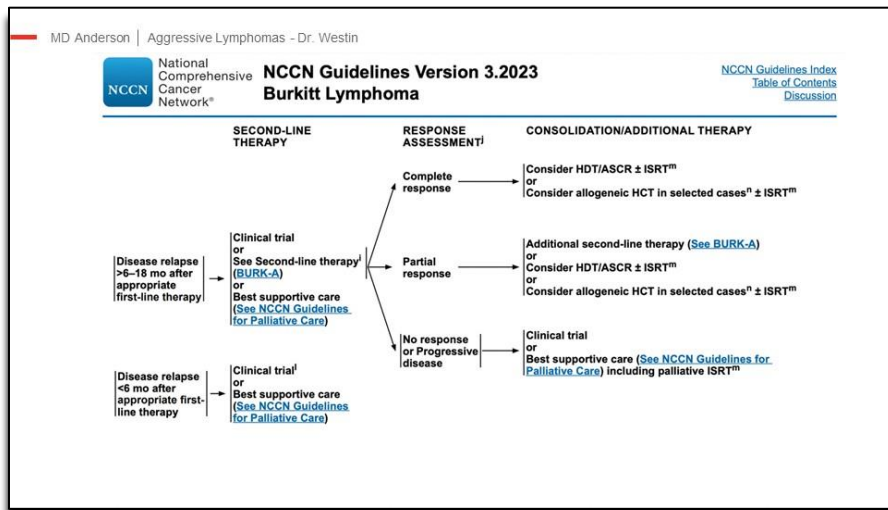 MD Anderson | Aggressive Lymphomas - Dr. Westin
NCCN
National
Comprehensive
Cancer
Network®
NCCN Guidelines Version 3.2023
Burkitt Lymphoma
NCCN Guidelines Index
Table of Contents
Discussion
SECOND-LINE
THERAPY
RESPONSE
ASSESSMENTʲ
CONSOLIDATION/ADDITIONAL THERAPY
Disease relapse
>6–18 mo after
appropriate
first-line therapy
Clinical trial
or
See Second-line therapyⁱ
(BURK-A)
or
Best supportive care
(See NCCN Guidelines
for Palliative Care)
Complete
response
Consider HDT/ASCR ± ISRTᵐ
or
Consider allogeneic HCT in selected casesⁿ ± ISRTᵐ
Partial
response
Additional second-line therapy (See BURK-A)
or
Consider HDT/ASCR ± ISRTᵐ
or
Consider allogeneic HCT in selected casesⁿ ± ISRTᵐ
No response
or Progressive
disease
Clinical trial
or
Best supportive care (See NCCN Guidelines for
Palliative Care) including palliative ISRTᵐ
Disease relapse
<6 mo after
appropriate first-
line therapy
Clinical trialˡ
or
Best supportive care
(See NCCN Guidelines
for Palliative Care)